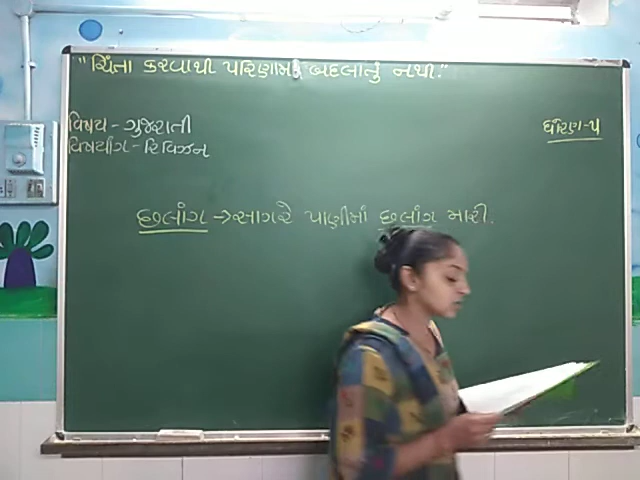 "ચિંતા કરવાથી પરિણામ બદલાતું નથી."
વિષય - ગુજરાતી
ધોરણ-૫
વિષયાંગ - રિવિઝન
છલાંગ → સાગરે પાણીમાં છલાંગ મારી.